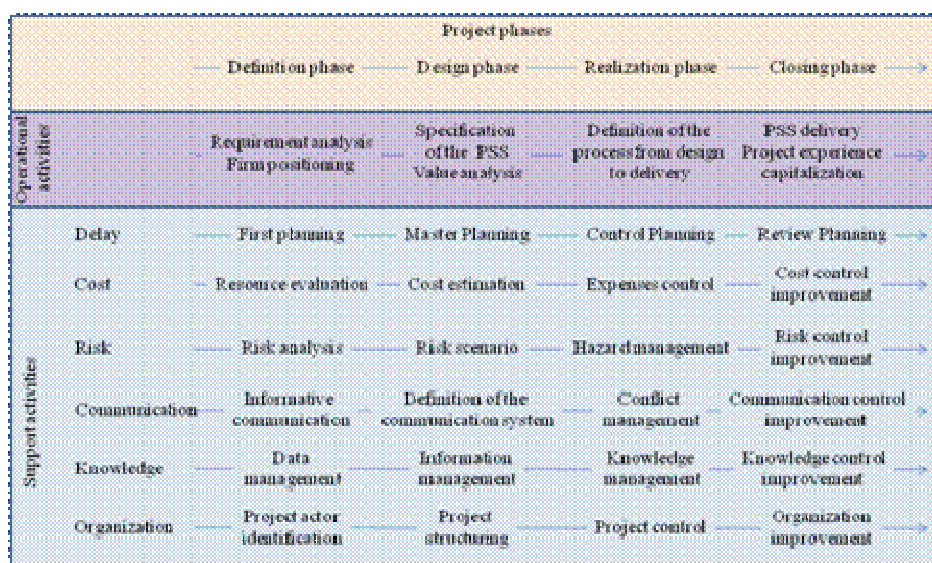 Project phases
Definition phase Design phase Realization phase Closing phase
Operational activities
Requirement analysis
Firm positioning
Specification
of the PSS
Value analysis
Definition of the
process from design
to delivery
PSS delivery
Project experience
capitalization
Support activities
Delay First planning Master Planning Control Planning Review Planning
Cost Resource evaluation Cost estimation Expenses control Cost control
improvement
Risk Risk analysis Risk scenario Hazard management Risk control
improvement
Communication
Informative
communication
Definition of the
communication system
Conflict
management
Communication control
improvement
Knowledge
Data
management
Information
management
Knowledge
management
Knowledge control
improvement
Organization
Project actor
identification
Project
structuring
Project control
Organization
improvement